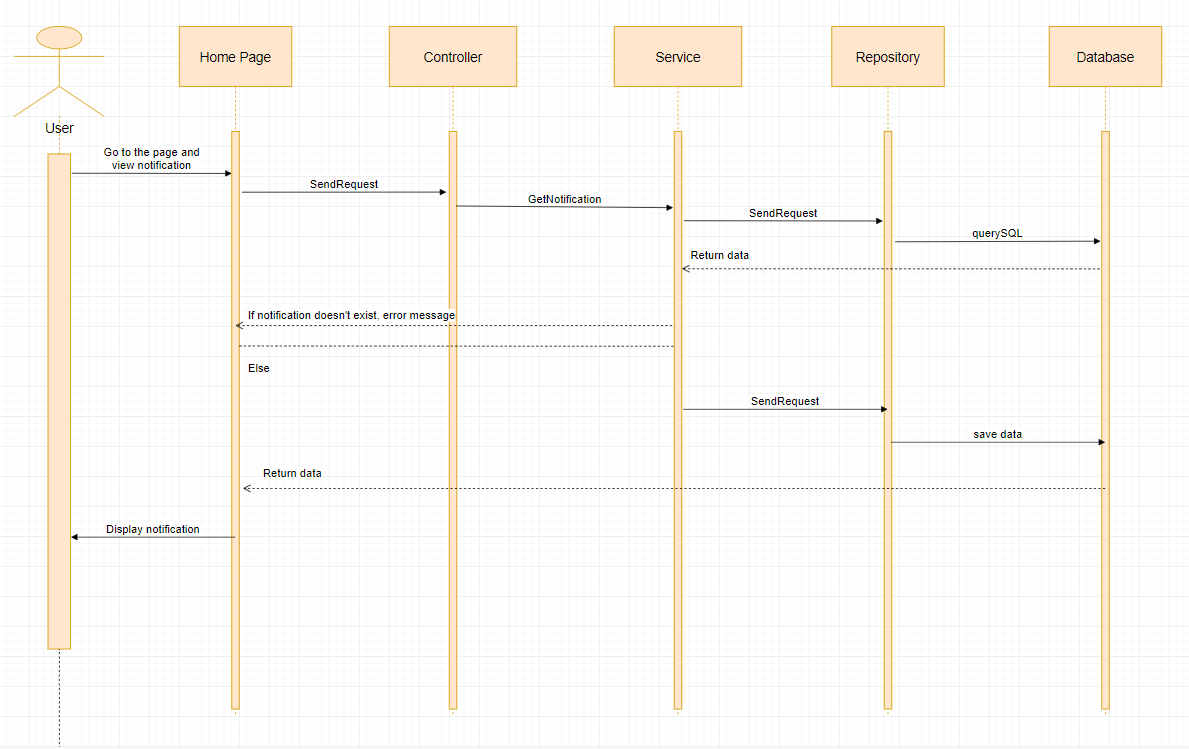 Home Page
Controller
Service
Repository
Database
User
Go to the page and
view notification
SendRequest
GetNotification
SendRequest
querySQL
Return data
If notification doesn't exist, error message
Else
SendRequest
save data
Return data
Display notification